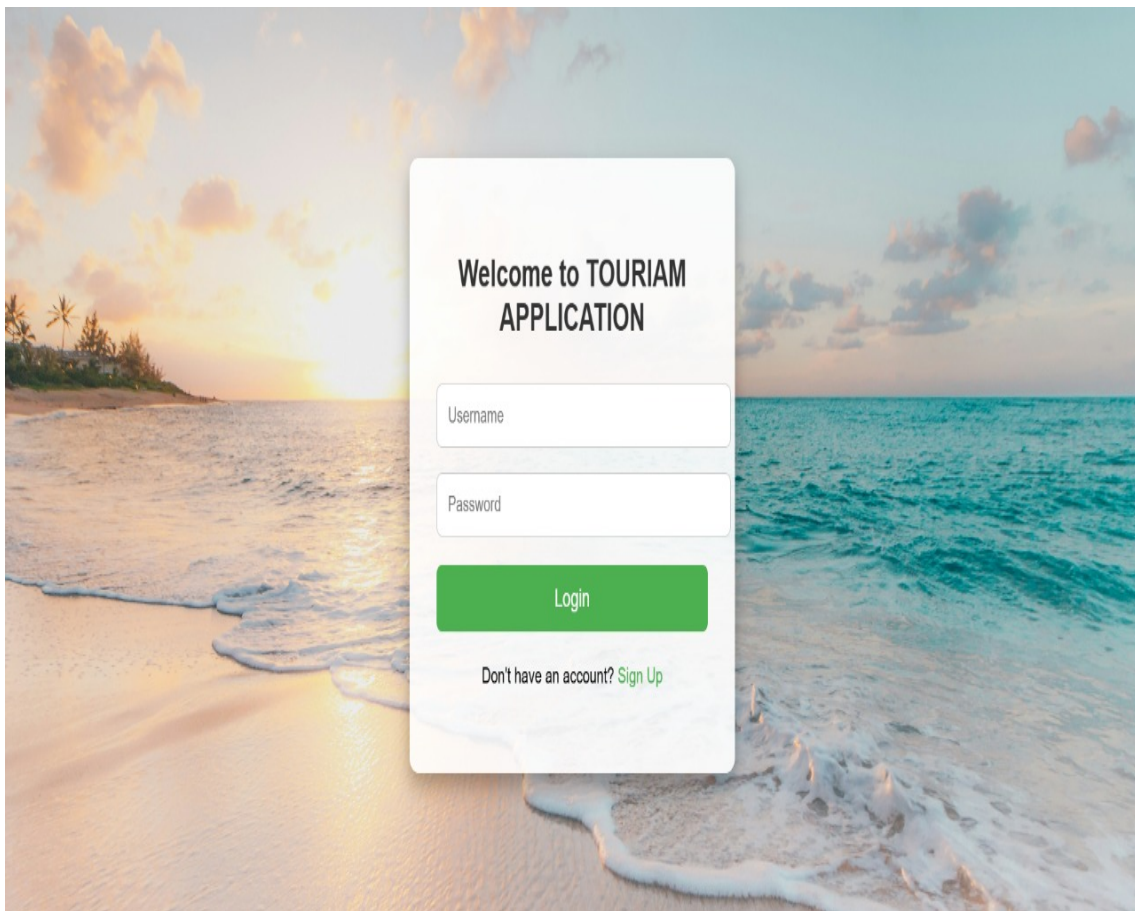 Welcome to TOURIAM
APPLICATION
Username
Password
Login
Don't have an account? Sign Up